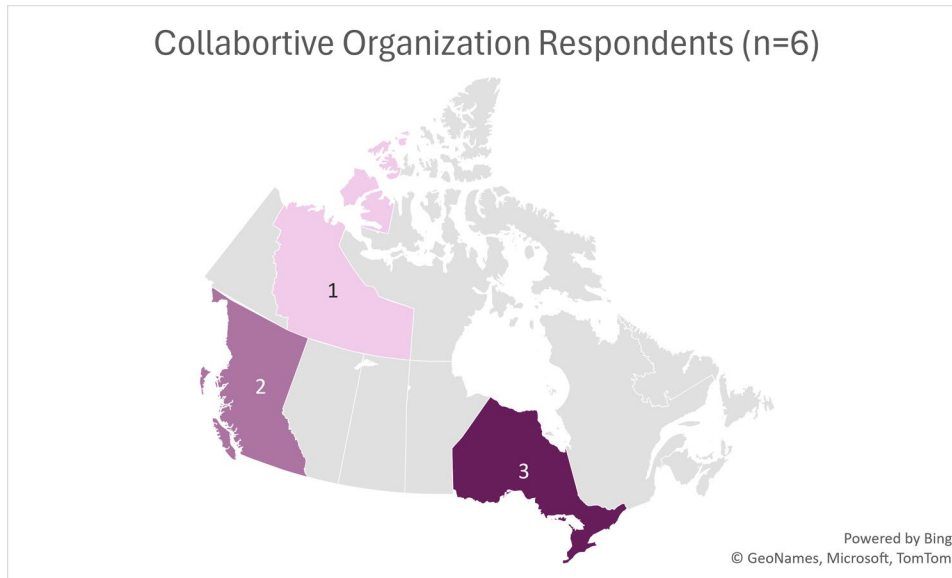 Collabortive Organization Respondents (n=6)
1
2
3
Powered by Bing
© GeoNames, Microsoft, TomTom